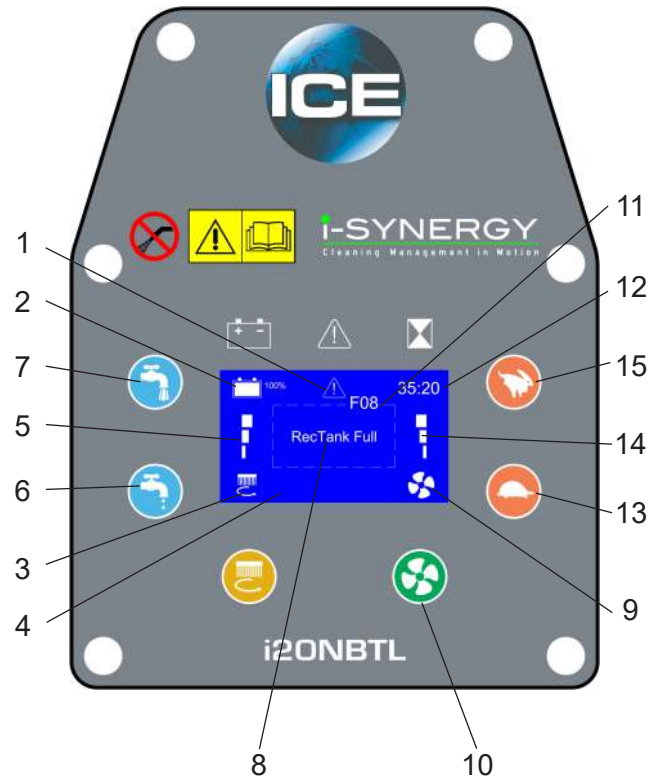 ICE
i-SYNERGY
Cleaning Management in Motion
11
1
12
2
7
15
100%
35:20
F08
5
RecTank Full
14
6
13
3
9
4
i20NBTL
8
10